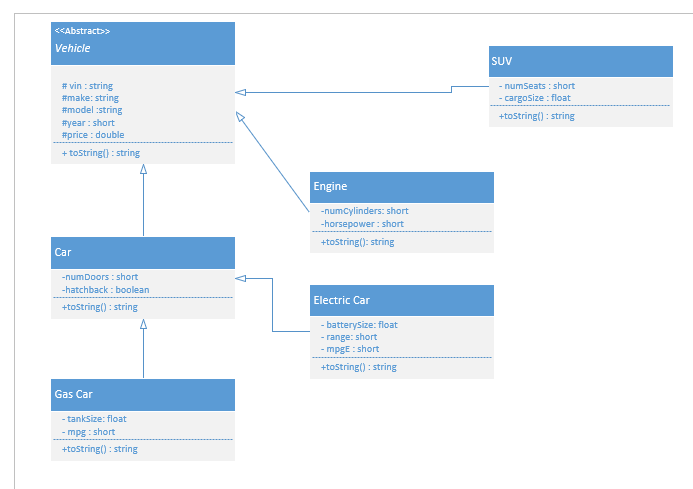 <<Abstract>>
Vehicle
# vin : string
#make: string
#model :string
#year : short
#price : double
+ toString() : string
SUV
- numSeats : short
- cargoSize : float
+toString() : string
Engine
-numCylinders: short
-horsepower : short
+toString(): string
Car
-numDoors : short
-hatchback : boolean
+toString() : string
Electric Car
- batterySize: float
- range: short
- mpgE : short
+toString() : string
Gas Car
- tankSize: float
- mpg : short
+toString() : string